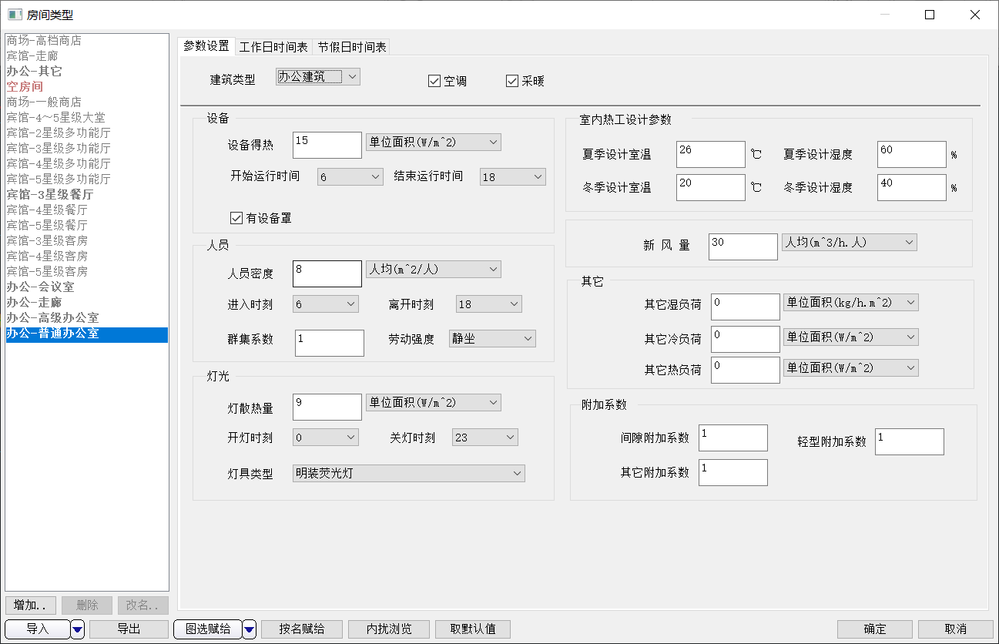 房间类型
商场-高档商店
宾馆-走廊
办公-其它
空房间
商场-一般商店
宾馆-4～5星级大堂
宾馆-2星级多功能厅
宾馆-3星级多功能厅
宾馆-4星级多功能厅
宾馆-5星级多功能厅
宾馆-3星级餐厅
宾馆-4星级餐厅
宾馆-5星级餐厅
宾馆-3星级客房
宾馆-4星级客房
宾馆-5星级客房
办公-会议室
办公-走廊
办公-高级办公室
办公-普通办公室
增加.. 删除 改名..
参数设置 工作日时间表 节假日时间表
建筑类型 办公建筑 空调 采暖
设备
设备得热 15 单位面积(W/m^2)
开始运行时间 6 结束运行时间 18
有设备罩
人员
人员密度 8 人均(m^2/人)
进入时刻 6 离开时刻 18
群集系数 1 劳动强度 静坐
灯光
灯散热量 9 单位面积(W/m^2)
开灯时刻 0 关灯时刻 23
灯具类型 明装荧光灯
室内热工设计参数
夏季设计室温 26 ℃ 夏季设计湿度 60 %
冬季设计室温 20 ℃ 冬季设计湿度 40 %
新 风 量 30 人均(m^3/h.人)
其它
其它湿负荷 0 单位面积(kg/h.m^2)
其它冷负荷 0 单位面积(W/m^2)
其它热负荷 0 单位面积(W/m^2)
附加系数
间隙附加系数 1 轻型附加系数 1
其它附加系数 1
导入 导出 图选赋给 按名赋给 内扰浏览 取默认值 确定 取消